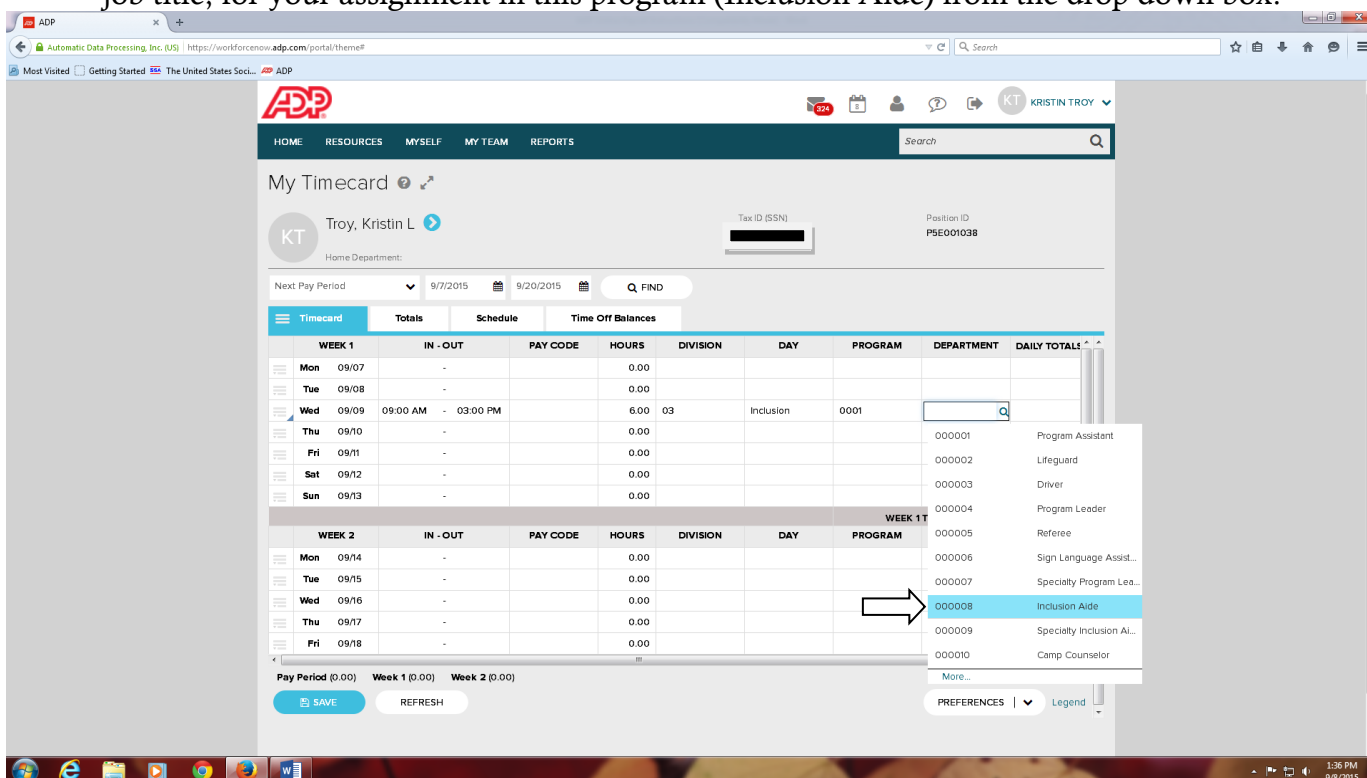 job title, for your assignment in this program (Inclusion Aide) from the drop down box.
ADP × +
Automatic Data Processing, Inc. (US) https://workforcenow.adp.com/portal/theme# Search
Most Visited Getting Started The United States Soci... ADP
ADP 324 8 KT KRISTIN TROY
HOME RESOURCES MYSELF MY TEAM REPORTS Search
My Timecard
KT Troy, Kristin L Tax ID (SSN) Position ID
P5E001038
Home Department:
Next Pay Period 9/7/2015 9/20/2015 FIND
Timecard Totals Schedule Time Off Balances
WEEK 1 IN - OUT PAY CODE HOURS DIVISION DAY PROGRAM DEPARTMENT DAILY TOTALS
Mon 09/07 - 0.00
Tue 09/08 - 0.00
Wed 09/09 09:00 AM - 03:00 PM 6.00 03 Inclusion 0001
Thu 09/10 - 0.00
Fri 09/11 - 0.00
Sat 09/12 - 0.00
Sun 09/13 - 0.00
WEEK 1 T
WEEK 2 IN - OUT PAY CODE HOURS DIVISION DAY PROGRAM
Mon 09/14 - 0.00
Tue 09/15 - 0.00
Wed 09/16 - 0.00
Thu 09/17 - 0.00
Fri 09/18 - 0.00
000001 Program Assistant
000002 Lifeguard
000003 Driver
000004 Program Leader
000005 Referee
000006 Sign Language Assist...
000007 Specialty Program Lea...
000008 Inclusion Aide
000009 Specialty Inclusion Ai...
000010 Camp Counselor
More...
Pay Period (0.00) Week 1 (0.00) Week 2 (0.00)
SAVE REFRESH PREFERENCES | Legend
1:36 PM
9/8/2015